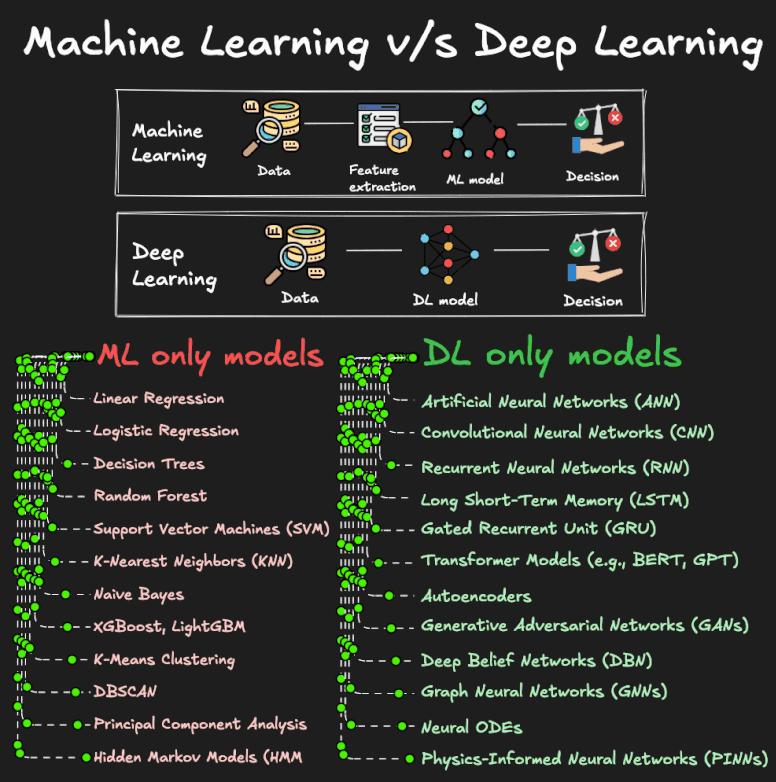 Machine Learning v/s Deep Learning
Machine
Learning
Data
Feature
extraction
ML model
Decision
Deep
Learning
Data
DL model
Decision
ML only models
Linear Regression
Logistic Regression
Decision Trees
Random Forest
Support Vector Machines (SVM)
K-Nearest Neighbors (KNN)
Naive Bayes
XGBoost, LightGBM
K-Means Clustering
DBSCAN
Principal Component Analysis
Hidden Markov Models (HMM
DL only models
Artificial Neural Networks (ANN)
Convolutional Neural Networks (CNN)
Recurrent Neural Networks (RNN)
Long Short-Term Memory (LSTM)
Gated Recurrent Unit (GRU)
Transformer Models (e.g., BERT, GPT)
Autoencoders
Generative Adversarial Networks (GANs)
Deep Belief Networks (DBN)
Graph Neural Networks (GNNs)
Neural ODEs
Physics-Informed Neural Networks (PINNs)